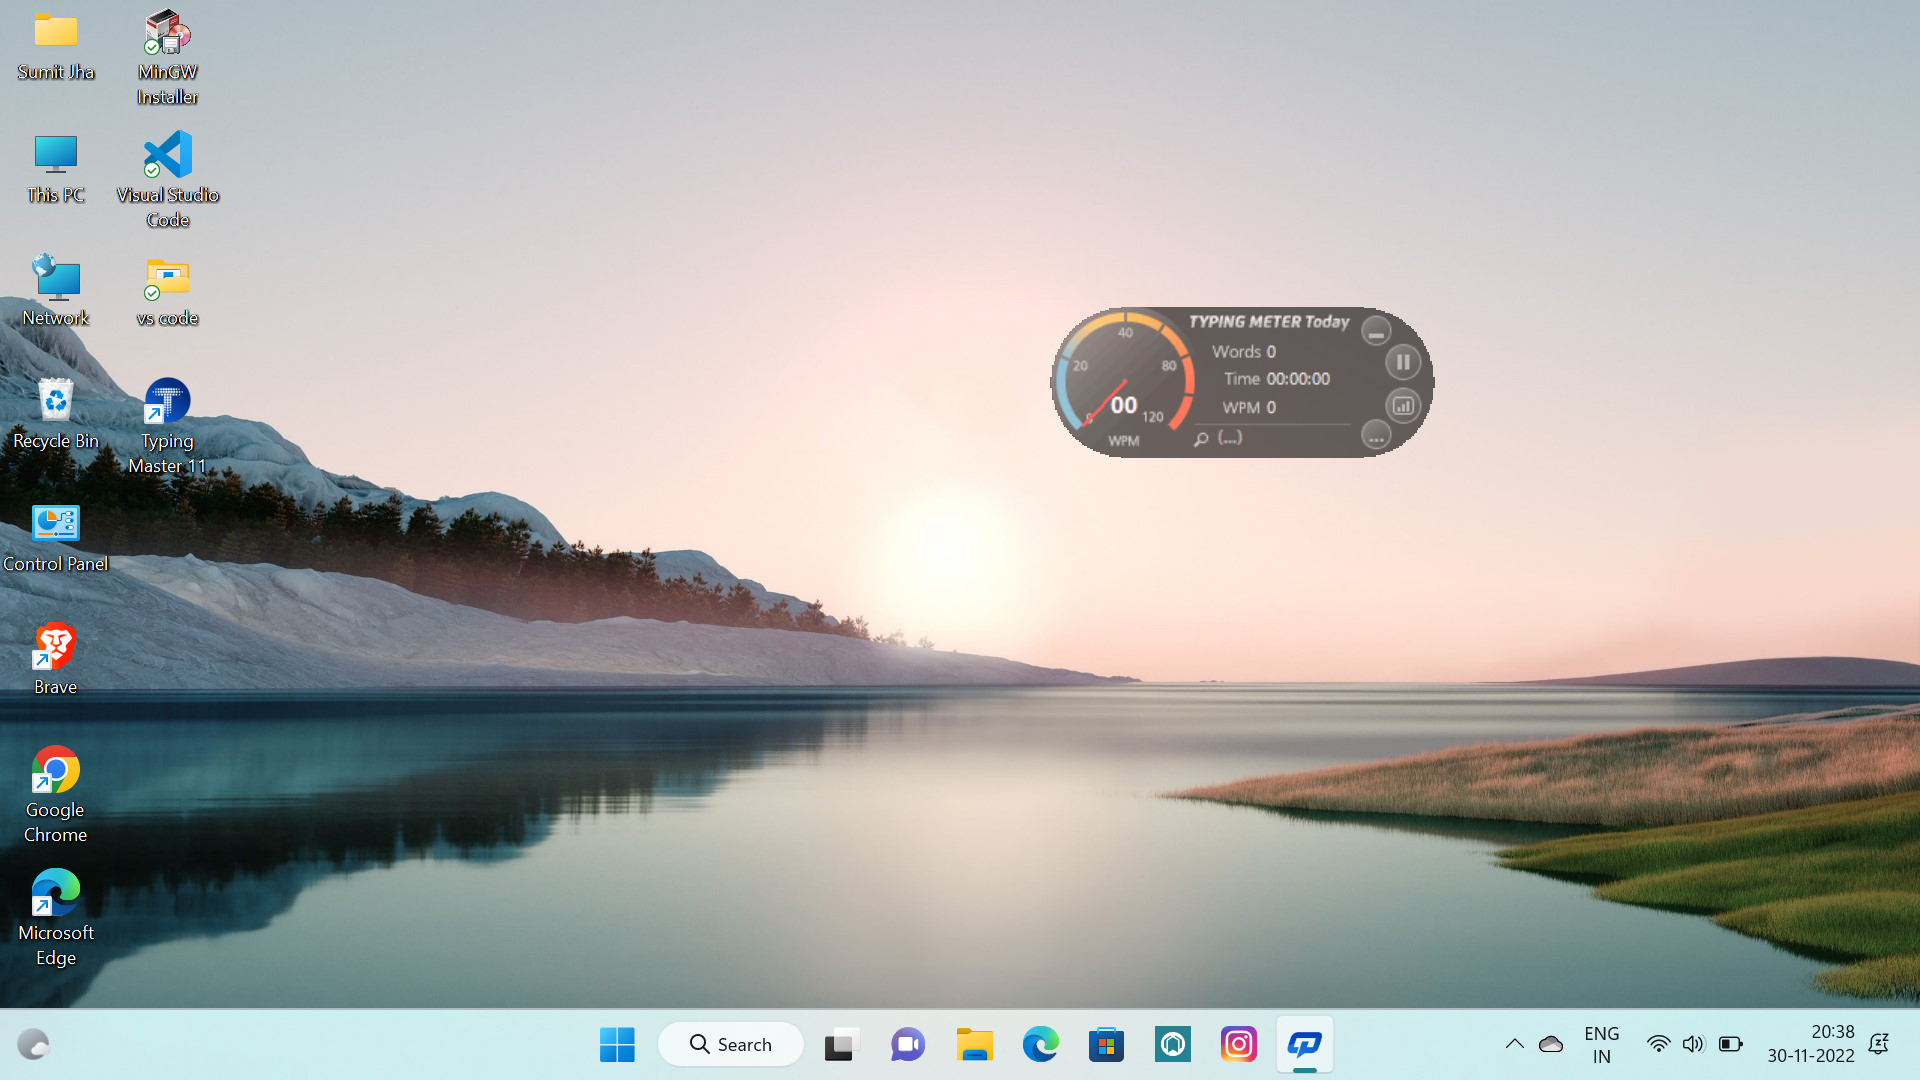 Sumit Jha
MinGW
Installer
This PC
Visual Studio
Code
Network
vs code
Recycle Bin
Typing
Master 11
Control Panel
Brave
Google
Chrome
Microsoft
Edge
TYPING METER Today
Words 0
Time 00:00:00
WPM 0
(...)
0
20
40
80
120
00
WPM
Search
ENG
IN
20:38
30-11-2022